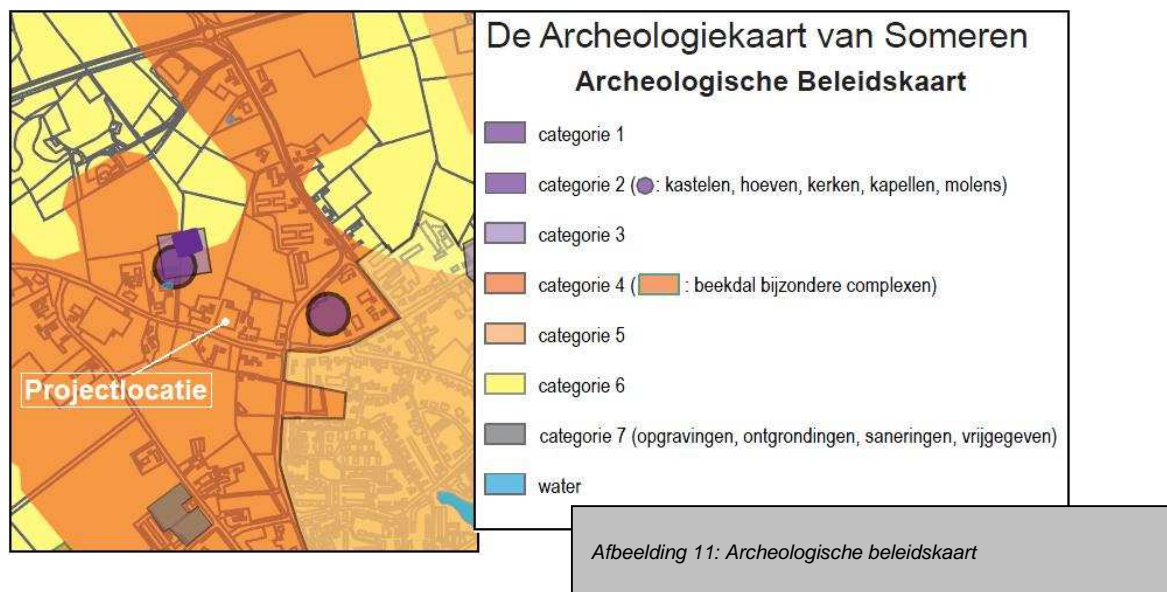 De Archeologiekaart van Someren
Archeologische Beleidskaart
categorie 1
categorie 2 (: kastelen, hoeven, kerken, kapellen, molens)
categorie 3
categorie 4 ( : beekdal bijzondere complexen)
categorie 5
categorie 6
categorie 7 (opgravingen, ontgrondingen, saneringen, vrijgegeven)
water
Projectlocatie
Afbeelding 11: Archeologische beleidskaart